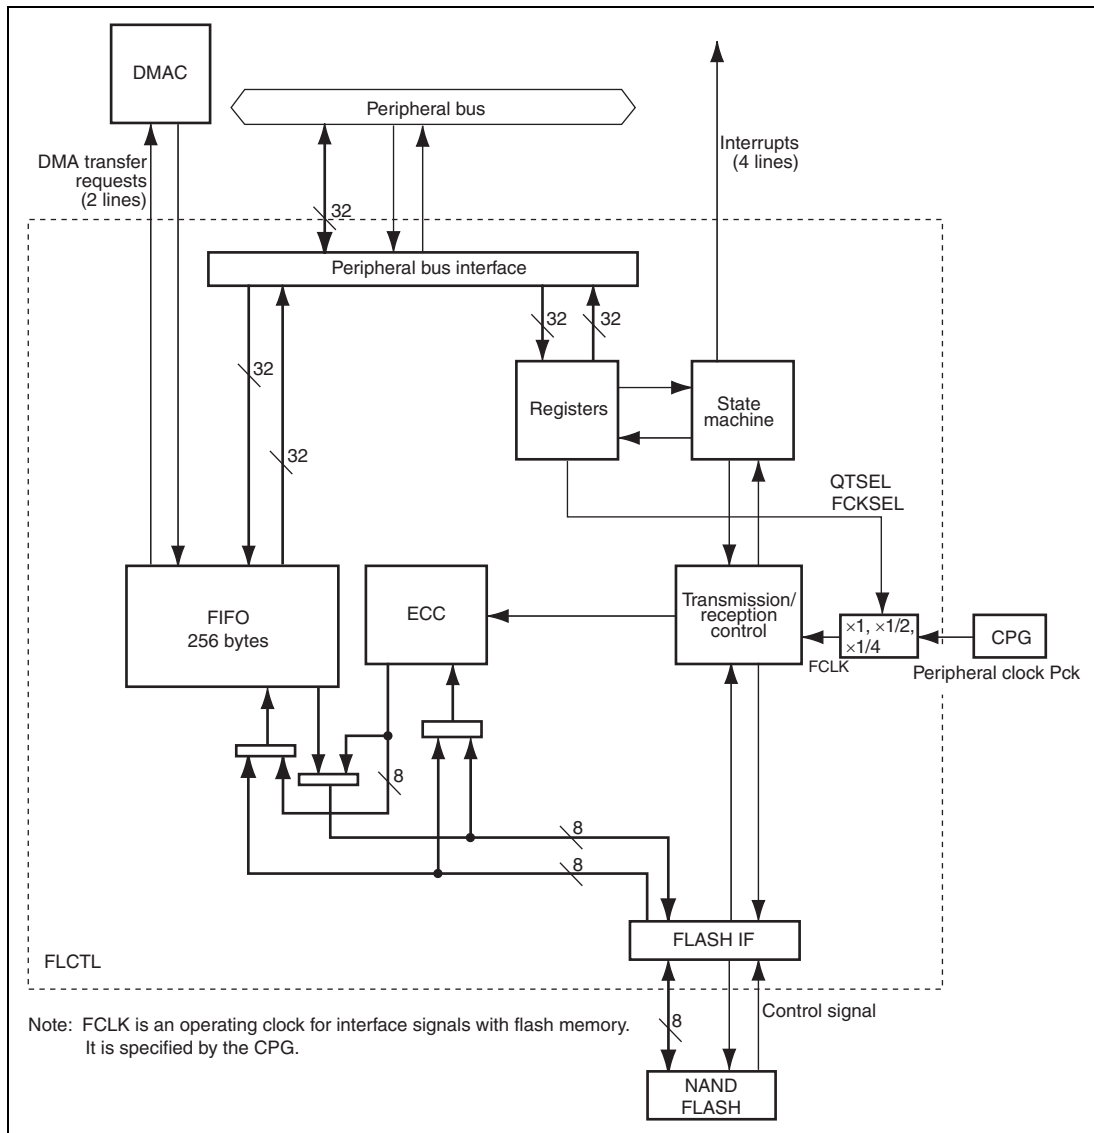 DMAC
Peripheral bus
DMA transfer
requests
(2 lines)
Interrupts
(4 lines)
32
Peripheral bus interface
32
32
32
32
Registers
State
machine
QTSEL
FCKSEL
FIFO
256 bytes
ECC
Transmission/
reception
control
×1, ×1/2,
×1/4
CPG
FCLK
Peripheral clock Pck
8
8
8
FLASH IF
FLCTL
Control signal
8
Note: FCLK is an operating clock for interface signals with flash memory.
It is specified by the CPG.
NAND
FLASH